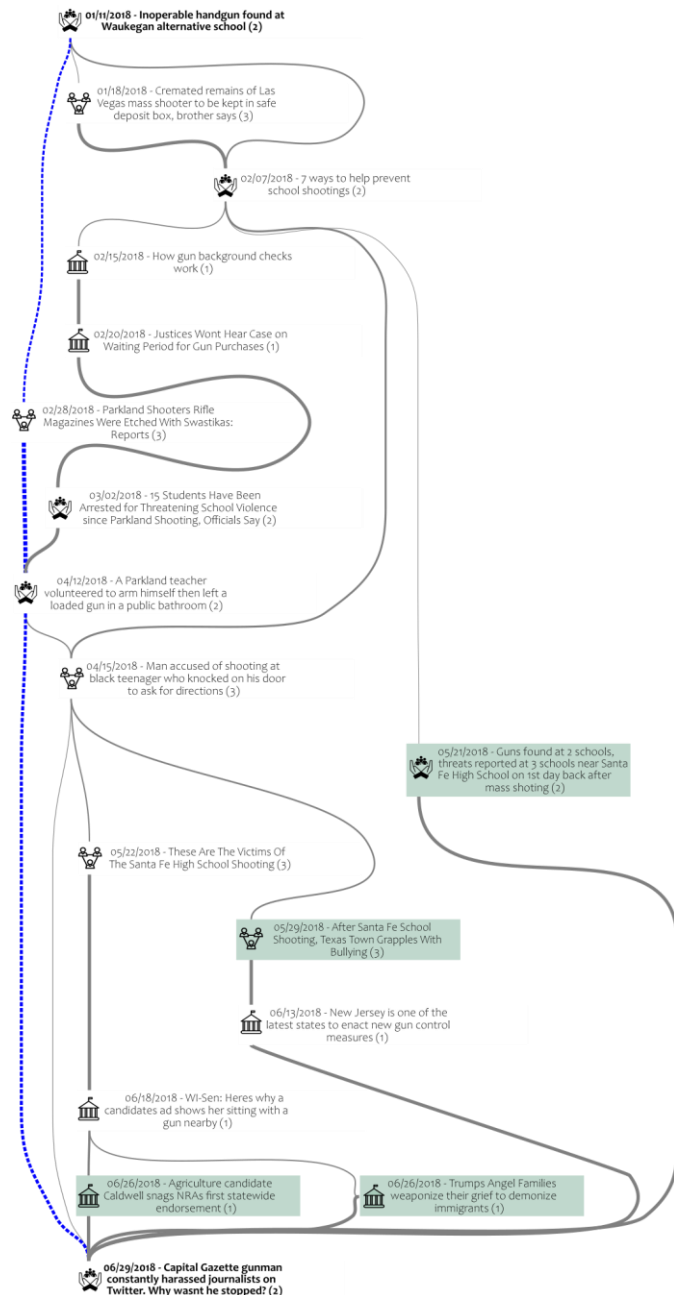 01/11/2018 - Inoperable handgun found at
Waukegan alternative school (2)
01/18/2018 - Cremated remains of Las
Vegas mass shooter to be kept in safe
deposit box, brother says (3)
02/07/2018 - 7 ways to help prevent
school shootings (2)
02/15/2018 - How gun background checks
work (1)
02/20/2018 - Justices Wont Hear Case on
Waiting Period for Gun Purchases (1)
02/28/2018 - Parkland Shooters Rifle
Magazines Were Etched With Swastikas:
Reports (3)
03/02/2018 - 15 Students Have Been
Arrested for Threatening School Violence
since Parkland Shooting, Officials Say (2)
04/12/2018 - A Parkland teacher
volunteered to arm himself then left a
loaded gun in a public bathroom (2)
04/15/2018 - Man accused of shooting at
black teenager who knocked on his door
to ask for directions (3)
05/21/2018 - Guns found at 2 schools,
threats reported at 3 schools near Santa
Fe High School on 1st day back after
mass shoting (2)
05/22/2018 - These Are The Victims Of
The Santa Fe High School Shooting (3)
05/29/2018 - After Santa Fe School
Shooting, Texas Town Grapples With
Bullying (3)
06/13/2018 - New Jersey is one of the
latest states to enact new gun control
measures (1)
06/18/2018 - WI-Sen: Heres why a
candidates ad shows her sitting with a
gun nearby (1)
06/26/2018 - Agriculture candidate
Caldwell snags NRAs first statewide
endorsement (1)
06/26/2018 - Trumps Angel Families
weaponize their grief to demonize
immigrants (1)
06/29/2018 - Capital Gazette gunman
constantly harassed journalists on
Twitter. Why wasnt he stopped? (2)